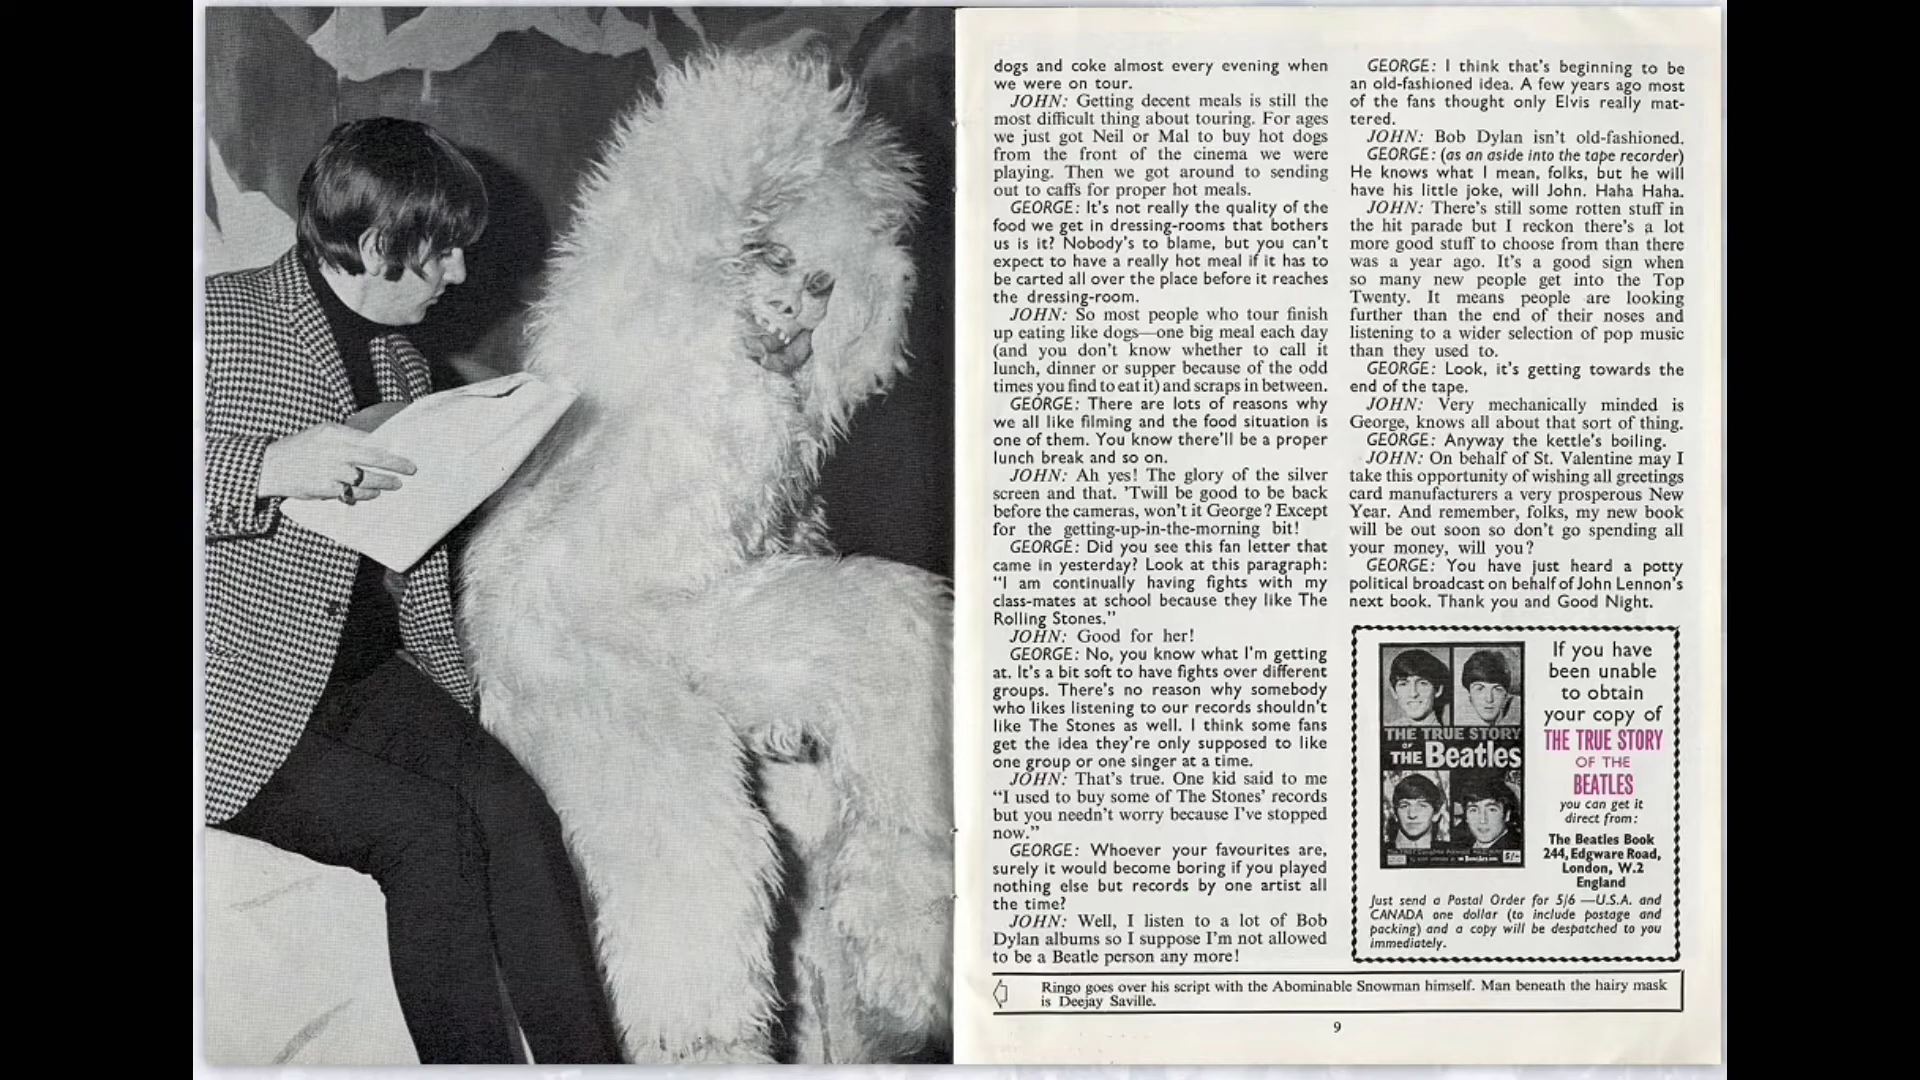 dogs and coke almost every evening when
we were on tour.
JOHN: Getting decent meals is still the
most difficult thing about touring. For ages
we just got Neil or Mal to buy hot dogs
from the front of the cinema we were
playing. Then we got around to sending
out to caffs for proper hot meals.
GEORGE: It's not really the quality of the
food we get in dressing-rooms that bothers
us is it? Nobody's to blame, but you can't
expect to have a really hot meal if it has to
be carted all over the place before it reaches
the dressing-room.
JOHN: So most people who tour finish
up eating like dogs—one big meal each day
(and you don't know whether to call it
lunch, dinner or supper because of the odd
times you find to eat it) and scraps in between.
GEORGE: There are lots of reasons why
we all like filming and the food situation is
one of them. You know there'll be a proper
lunch break and so on.
JOHN: Ah yes! The glory of the silver
screen and that. 'Twill be good to be back
before the cameras, won't it George? Except
for the getting-up-in-the-morning bit!
GEORGE: Did you see this fan letter that
came in yesterday? Look at this paragraph:
"I am continually having fights with my
class-mates at school because they like The
Rolling Stones."
JOHN: Good for her!
GEORGE: No, you know what I'm getting
at. It's a bit soft to have fights over different
groups. There's no reason why somebody
who likes listening to our records shouldn't
like The Stones as well. I think some fans
get the idea they're only supposed to like
one group or one singer at a time.
JOHN: That's true. One kid said to me
"I used to buy some of The Stones' records
but you needn't worry because I've stopped
now."
GEORGE: Whoever your favourites are,
surely it would become boring if you played
nothing else but records by one artist all
the time?
JOHN: Well, I listen to a lot of Bob
Dylan albums so I suppose I'm not allowed
to be a Beatle person any more!
GEORGE: I think that's beginning to be
an old-fashioned idea. A few years ago most
of the fans thought only Elvis really mat-
tered.
JOHN: Bob Dylan isn't old-fashioned.
GEORGE: (as an aside into the tape recorder)
He knows what I mean, folks, but he will
have his little joke, will John. Haha Haha.
JOHN: There's still some rotten stuff in
the hit parade but I reckon there's a lot
more good stuff to choose from than there
was a year ago. It's a good sign when
so many new people get into the Top
Twenty. It means people are looking
further than the end of their noses and
listening to a wider selection of pop music
than they used to.
GEORGE: Look, it's getting towards the
end of the tape.
JOHN: Very mechanically minded is
George, knows all about that sort of thing.
GEORGE: Anyway the kettle's boiling.
JOHN: On behalf of St. Valentine may I
take this opportunity of wishing all greetings
card manufacturers a very prosperous New
Year. And remember, folks, my new book
will be out soon so don't go spending all
your money, will you?
GEORGE: You have just heard a potty
political broadcast on behalf of John Lennon's
next book. Thank you and Good Night.
THE TRUE STORY
OF
THE Beatles
5/-
If you have
been unable
to obtain
your copy of
THE TRUE STORY
OF THE
BEATLES
you can get it
direct from:
The Beatles Book
244, Edgware Road,
London, W.2
England
Just send a Postal Order for 5/6 —U.S.A. and
CANADA one dollar (to include postage and
packing) and a copy will be despatched to you
immediately.
Ringo goes over his script with the Abominable Snowman himself. Man beneath the hairy mask
is Deejay Saville.
9